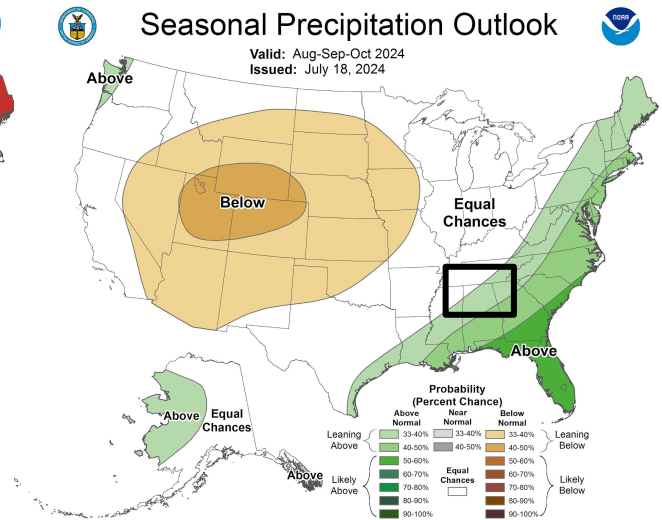 Seasonal Precipitation Outlook
NOAA
Valid: Aug-Sep-Oct 2024
Issued: July 18, 2024
Above
Below
Equal
Chances
Above
Above
Equal
Chances
Above
Probability
(Percent Chance)
Above
Normal
Near
Normal
Below
Normal
Leaning
Above
33-40%
40-50%
33-40%
40-50%
33-40%
40-50%
Leaning
Below
Likely
Above
50-60%
60-70%
70-80%
80-90%
90-100%
Equal
Chances
50-60%
60-70%
70-80%
80-90%
90-100%
Likely
Below